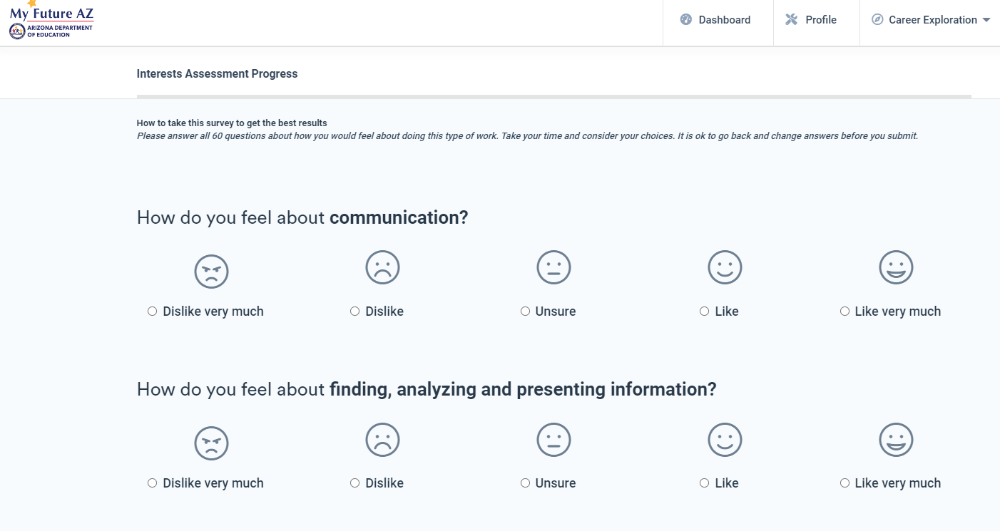 My Future AZ
ARIZONA DEPARTMENT
OF EDUCATION
Dashboard
Profile
Career Exploration
Interests Assessment Progress
How to take this survey to get the best results
Please answer all 60 questions about how you would feel about doing this type of work. Take your time and consider your choices. It is ok to go back and change answers before you submit.
How do you feel about communication?
Dislike very much Dislike Unsure Like Like very much
How do you feel about finding, analyzing and presenting information?
Dislike very much Dislike Unsure Like Like very much